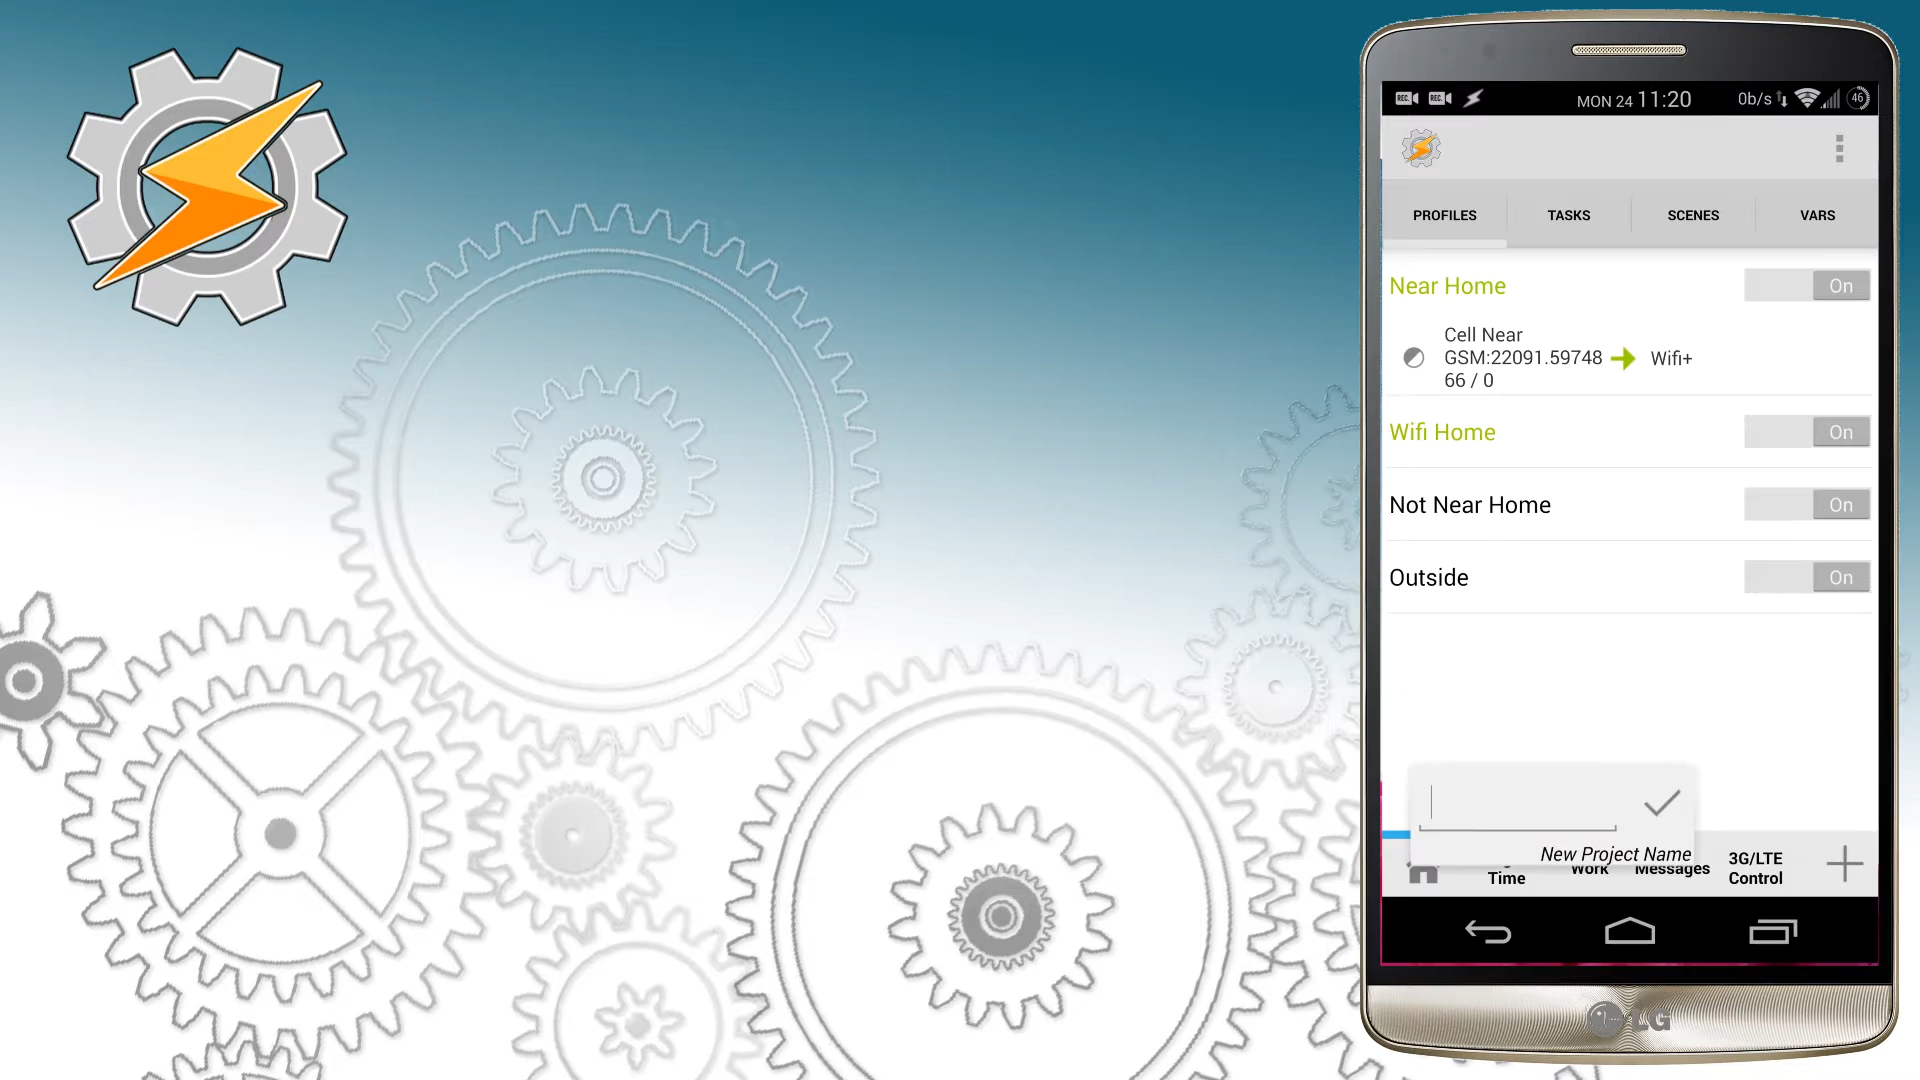 REC. REC. MON 24 11:20 0b/s 46
PROFILES TASKS SCENES VARS
Near Home On
Cell Near
GSM:22091.59748
66 / 0
Wifi+
Wifi Home On
Not Near Home On
Outside On
New Project Name
Time Work Messages 3G/LTE
Control
LG